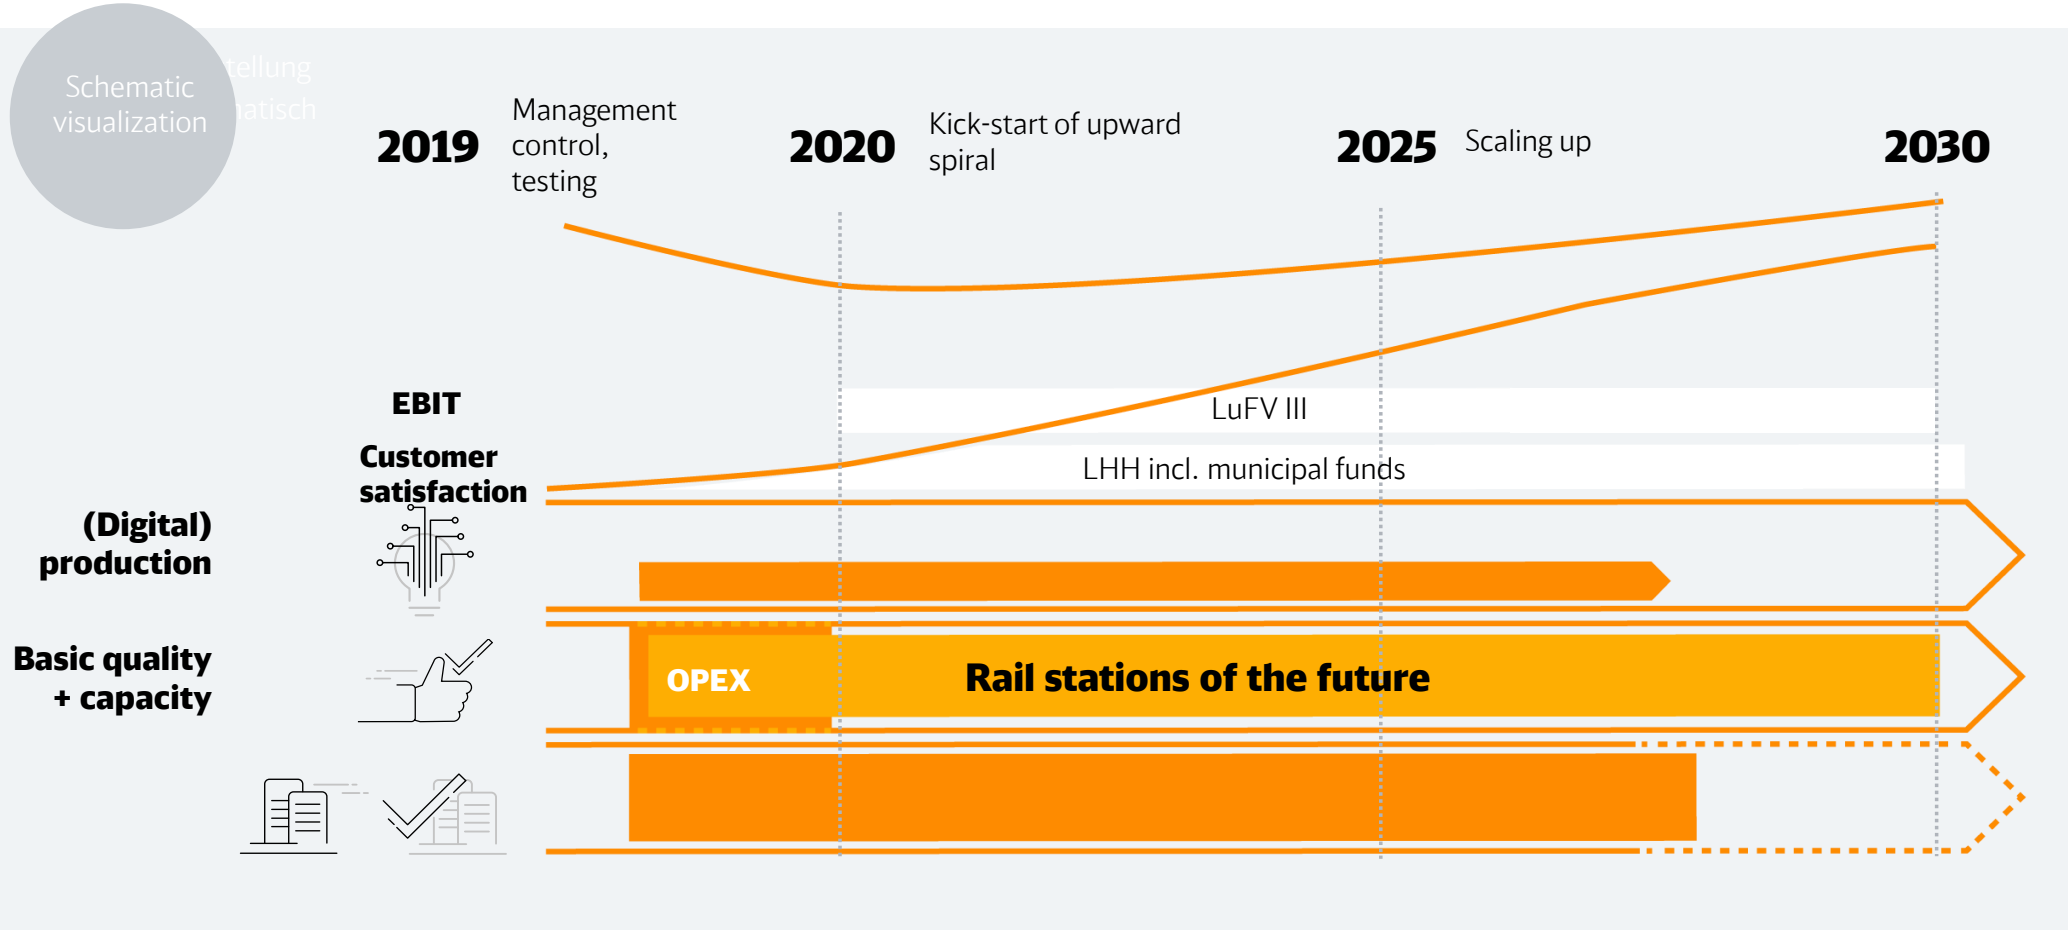 Schematic
visualization
tellung
natisch
2019
Management
control,
testing
2020
Kick-start of upward
spiral
2025
Scaling up
2030
EBIT
LuFV III
Customer
satisfaction
LHH incl. municipal funds
(Digital)
production
Basic quality
+ capacity
OPEX
Rail stations of the future